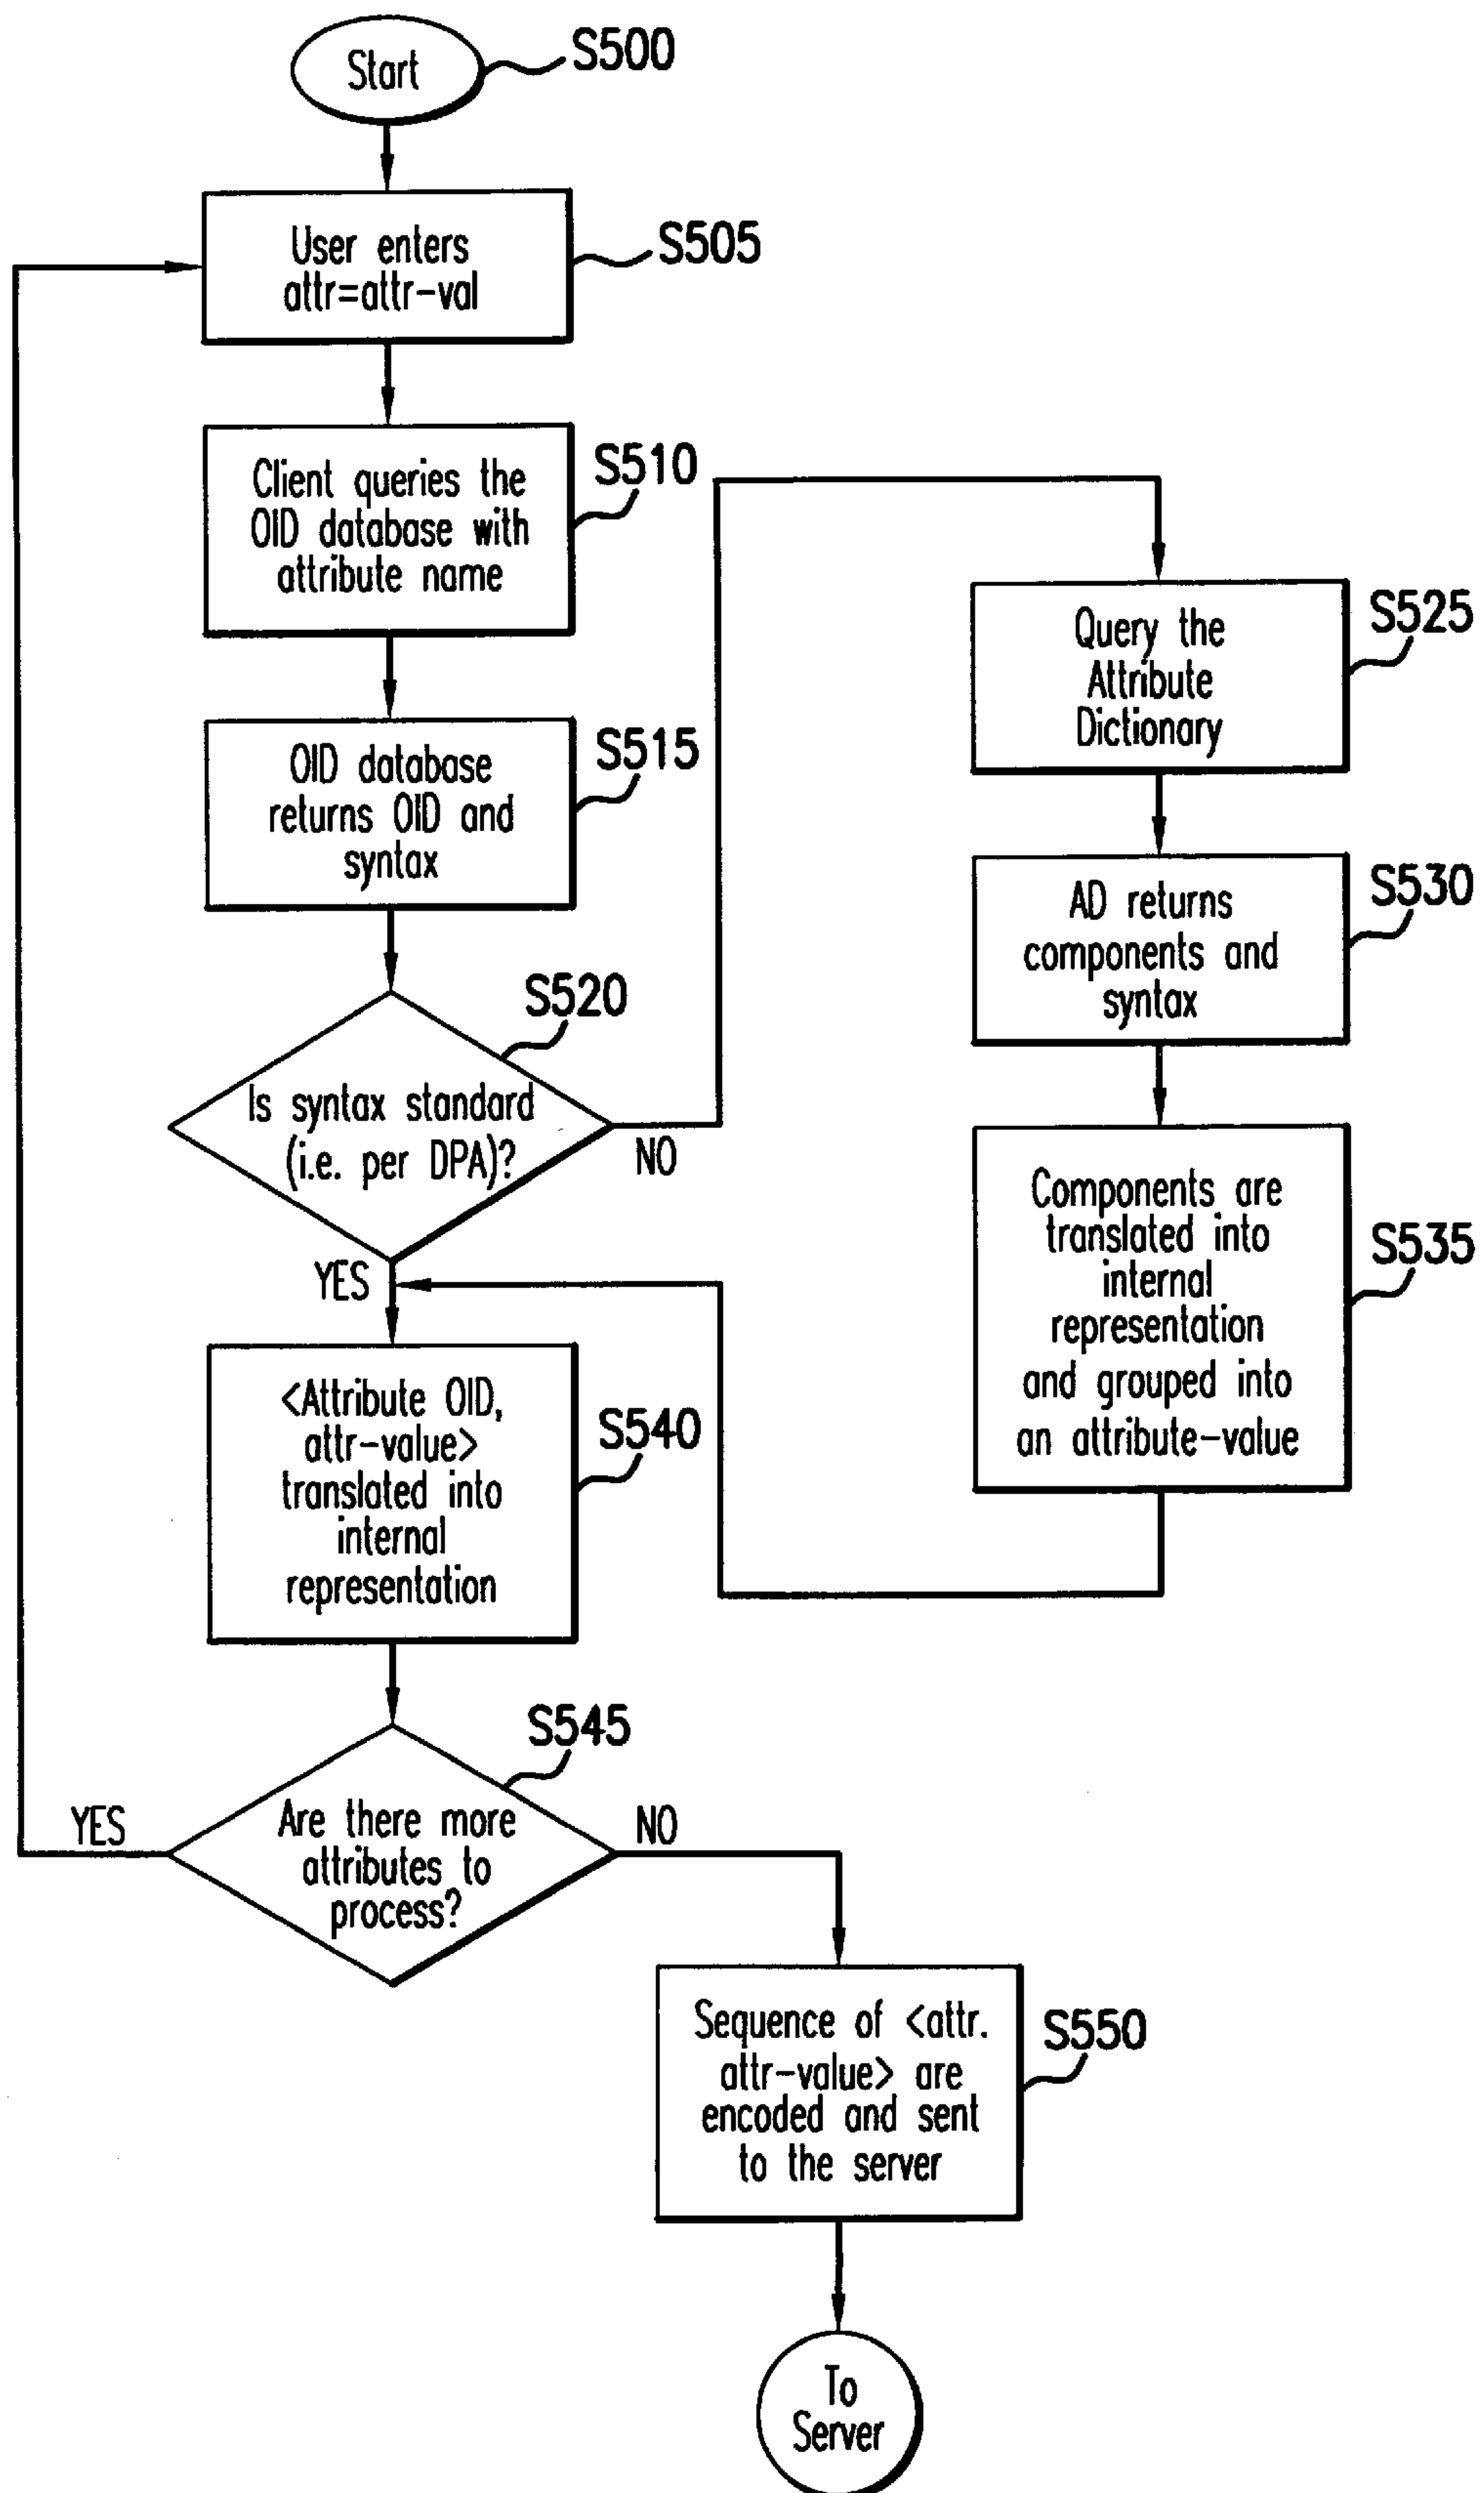 Start
S500
User enters
attr=attr-val
S505
Client queries the
OID database with
attribute name
S510
OID database
returns OID and
syntax
S515
Is syntax standard
(i.e. per DPA)?
S520
NO
YES
Query the
Attribute
Dictionary
S525
AD returns
components and
syntax
S530
Components are
translated into
internal
representation
and grouped into
an attribute-value
S535
<Attribute OID,
attr-value>
translated into
internal
representation
S540
Are there more
attributes to
process?
S545
YES
NO
Sequence of <attr.
attr-value> are
encoded and sent
to the server
S550
To
Server